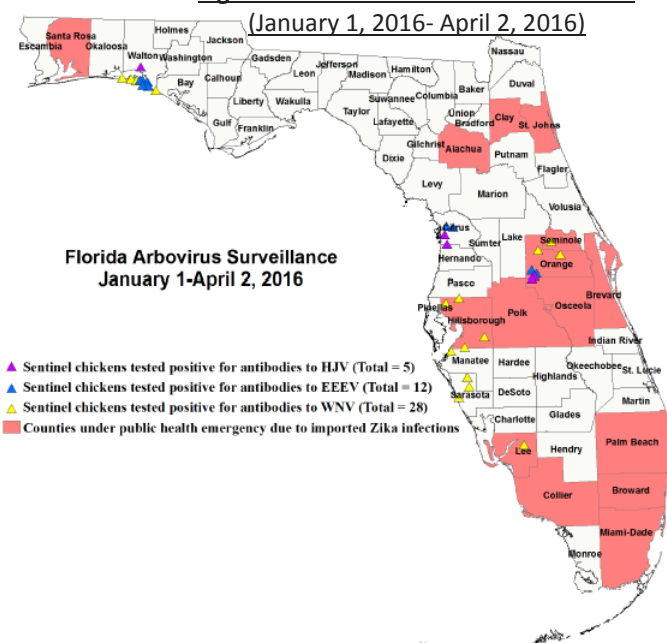 (January 1, 2016- April 2, 2016)
Santa Rosa
Escambia
Okaloosa
Holmes
Jackson
Walton
Washington
Bay
Calhoun
Gadsden
Liberty
Leon
Gulf
Franklin
Wakulla
Jefferson
Madison
Hamilton
Taylor
Suwannee
Lafayette
Columbia
Baker
Nassau
Duval
Union
Bradford
Clay
St. Johns
Gilchrist
Alachua
Putnam
Dixie
Flagler
Levy
Marion
Volusia
Lake
Sumter
Hernando
Seminole
Orange
Pasco
Brevard
Osceola
Pinellas
Hillsborough
Polk
Indian River
Manatee
Hardee
Highlands
Okeechobee
St. Lucie
Sarasota
DeSoto
Martin
Charlotte
Glades
Lee
Hendry
Palm Beach
Collier
Broward
Miami-Dade
Monroe
Florida Arbovirus Surveillance
January 1-April 2, 2016
Sentinel chickens tested positive for antibodies to HJV (Total = 5)
Sentinel chickens tested positive for antibodies to EEEV (Total = 12)
Sentinel chickens tested positive for antibodies to WNV (Total = 28)
Counties under public health emergency due to imported Zika infections